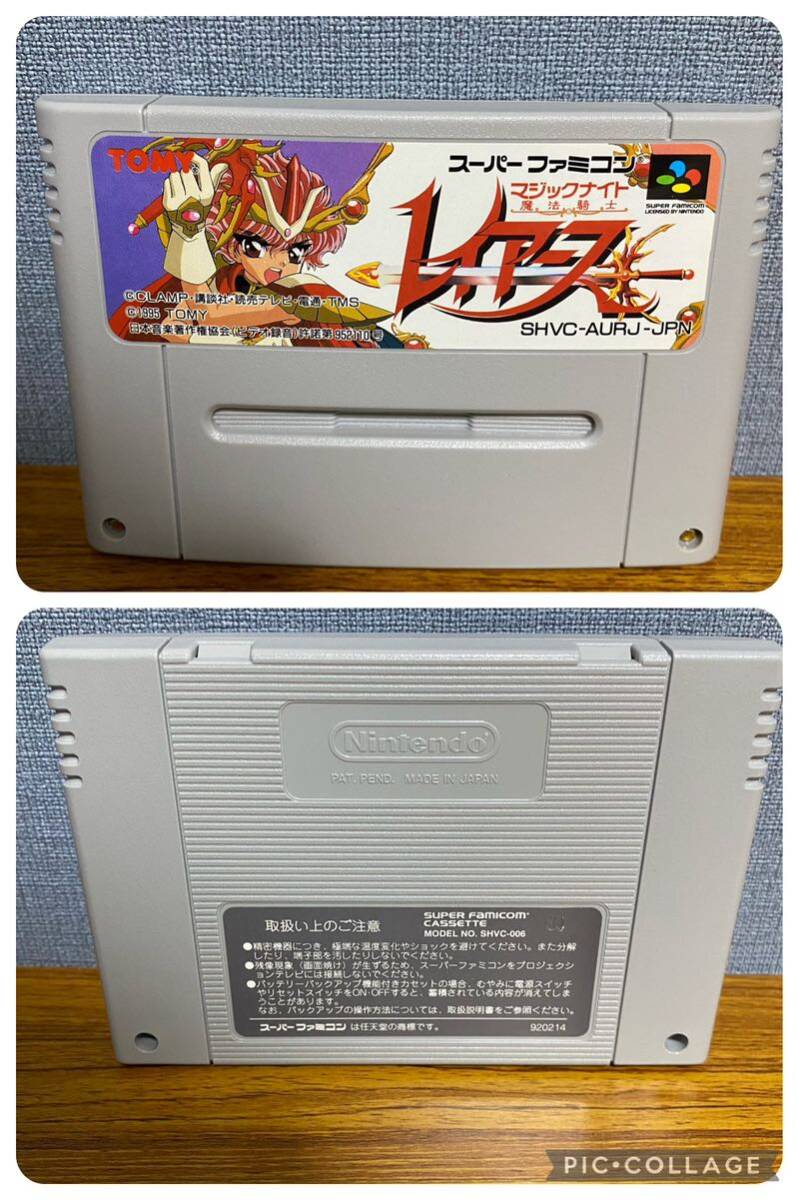 TOMY
スーパーファミコン
マジックナイト
魔法騎士
レイアース
SUPER Famicom
LICENSED BY NINTENDO
©CLAMP・講談社・読売テレビ・電通・TMS
©1995 TOMY
日本音楽著作権協会(ビデオ録音)許諾第952110号
SHVC-AURJ-JPN
Nintendo
PAT. PEND. MADE IN JAPAN
取扱い上のご注意
SUPER Famicom
CASSETTE
MODEL NO. SHVC-006
●精密機器につき、極端な温度変化やショックを避けてください。また分解
したり、端子部を汚したりしないでください。
●残像現象（画面焼け）が生ずるため、スーパーファミコンをプロジェクシ
ョンテレビには接続しないでください。
●バッテリーバックアップ機能付きカセットの場合、むやみに電源スイッチ
やリセットスイッチをON・OFFすると、蓄積されている内容が消えてしま
うことがあります。
なお、バックアップの操作方法については、取扱説明書をご参照ください。
スーパーファミコンは任天堂の商標です。
920214
PIC•COLLAGE